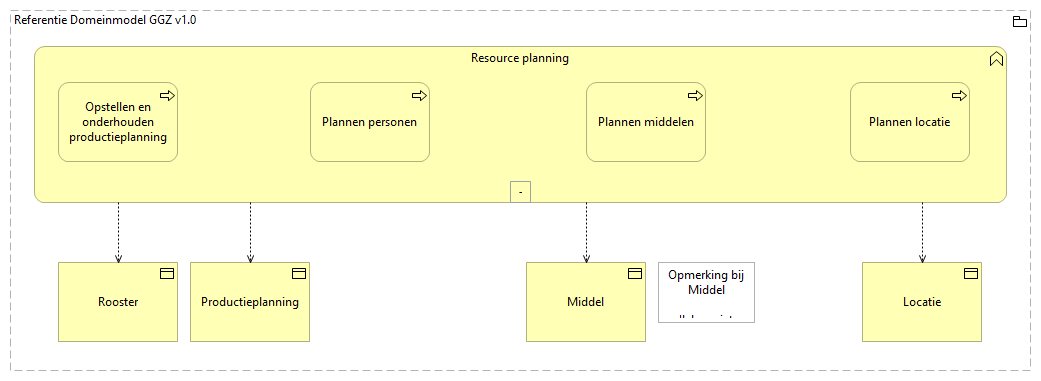 Referentie Domeinmodel GGZ v1.0
Resource planning
Opstellen en
onderhouden
productieplanning
Plannen personen
Plannen middelen
Plannen locatie
-
Rooster
Productieplanning
Middel
Opmerking bij
Middel
Locatie